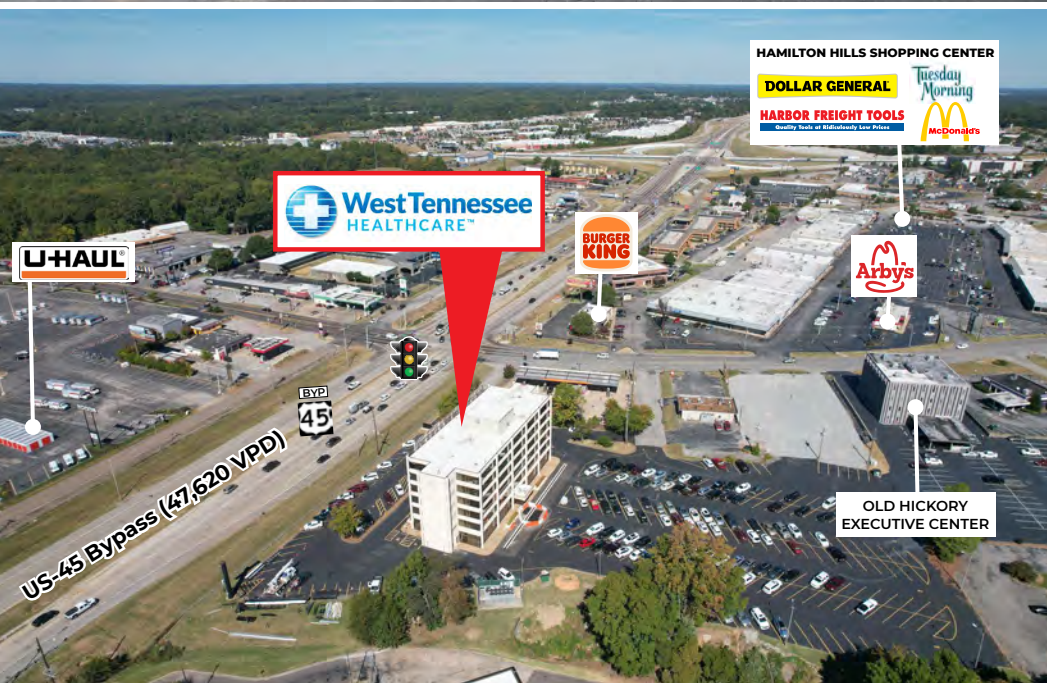 HAMILTON HILLS SHOPPING CENTER
DOLLAR GENERAL
Tuesday
Morning
HARBOR FREIGHT TOOLS
Quality Tools at Ridiculously Low Prices
McDonald's
West Tennessee
HEALTHCARE™
BURGER
KING
U-HAUL®
Arby's
BYP
45
US-45 Bypass (47,620 VPD)
OLD HICKORY
EXECUTIVE CENTER